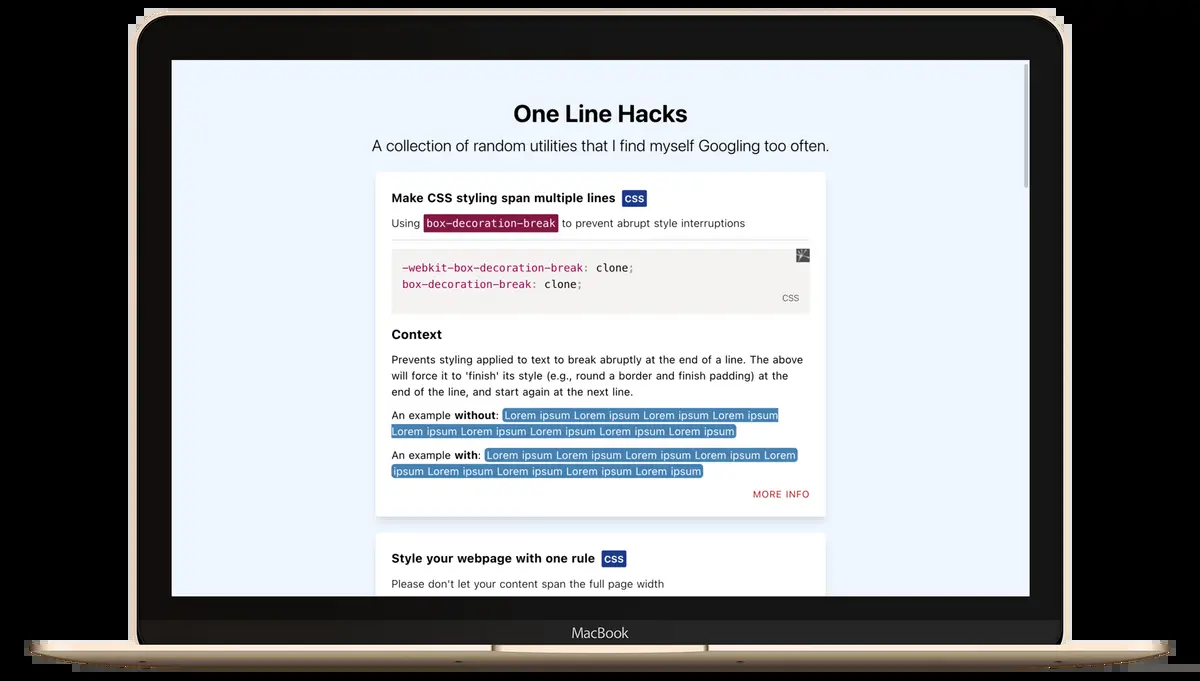 One Line Hacks
A collection of random utilities that I find myself Googling too often.
Make CSS styling span multiple lines CSS
Using box-decoration-break to prevent abrupt style interruptions
-webkit-box-decoration-break: clone;
box-decoration-break: clone;
CSS
Context
Prevents styling applied to text to break abruptly at the end of a line. The above
will force it to 'finish' its style (e.g., round a border and finish padding) at the
end of the line, and start again at the next line.
An example without: Lorem ipsum Lorem ipsum Lorem ipsum Lorem ipsum
Lorem ipsum Lorem ipsum Lorem ipsum Lorem ipsum Lorem ipsum
An example with: Lorem ipsum Lorem ipsum Lorem ipsum Lorem ipsum Lorem
ipsum Lorem ipsum Lorem ipsum Lorem ipsum Lorem ipsum
MORE INFO
Style your webpage with one rule CSS
Please don't let your content span the full page width
MacBook